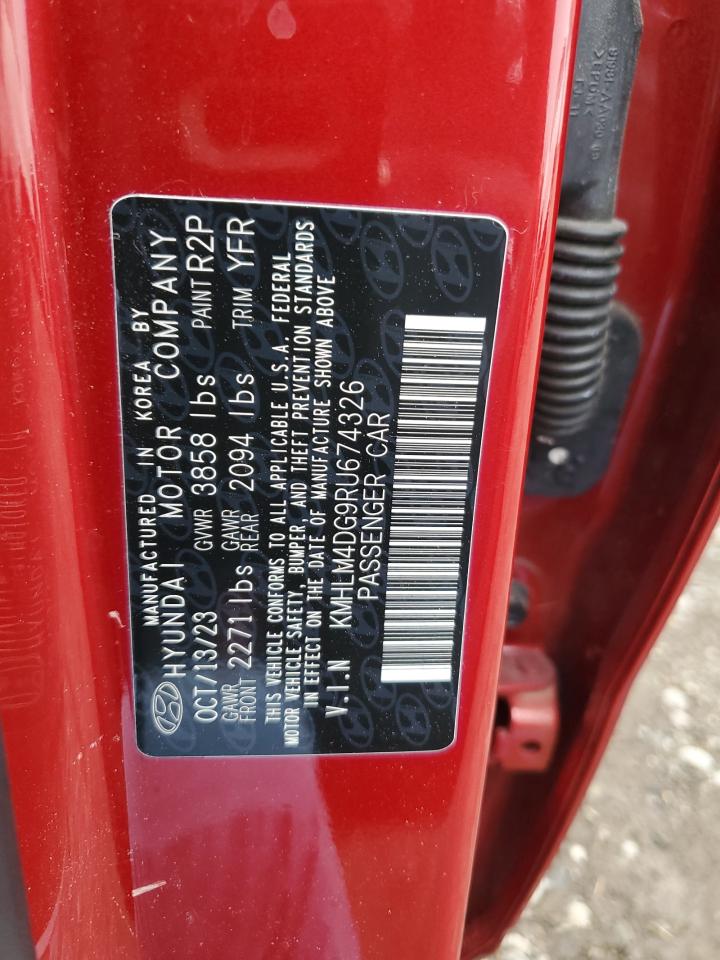 MANUFACTURED IN KOREA BY
HYUNDAI MOTOR COMPANY
OCT/13/23 GVWR 3858 lbs PAINT R2P
GAWR FRONT 2271 lbs GAWR REAR 2094 lbs TRIM YFR
THIS VEHICLE CONFORMS TO ALL APPLICABLE U.S.A. FEDERAL
MOTOR VEHICLE SAFETY, BUMPER, AND THEFT PREVENTION STANDARDS
IN EFFECT ON THE DATE OF MANUFACTURE SHOWN ABOVE
V.I.N KMHLM4DG9RU674326
PASSENGER CAR